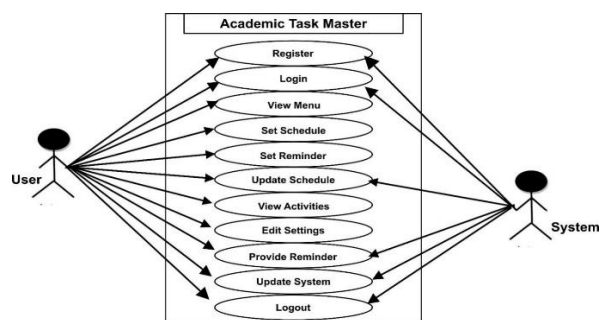 Academic Task Master
Register
Login
View Menu
Set Schedule
Set Reminder
User
Update Schedule
View Activities
System
Edit Settings
Provide Reminder
Update System
Logout